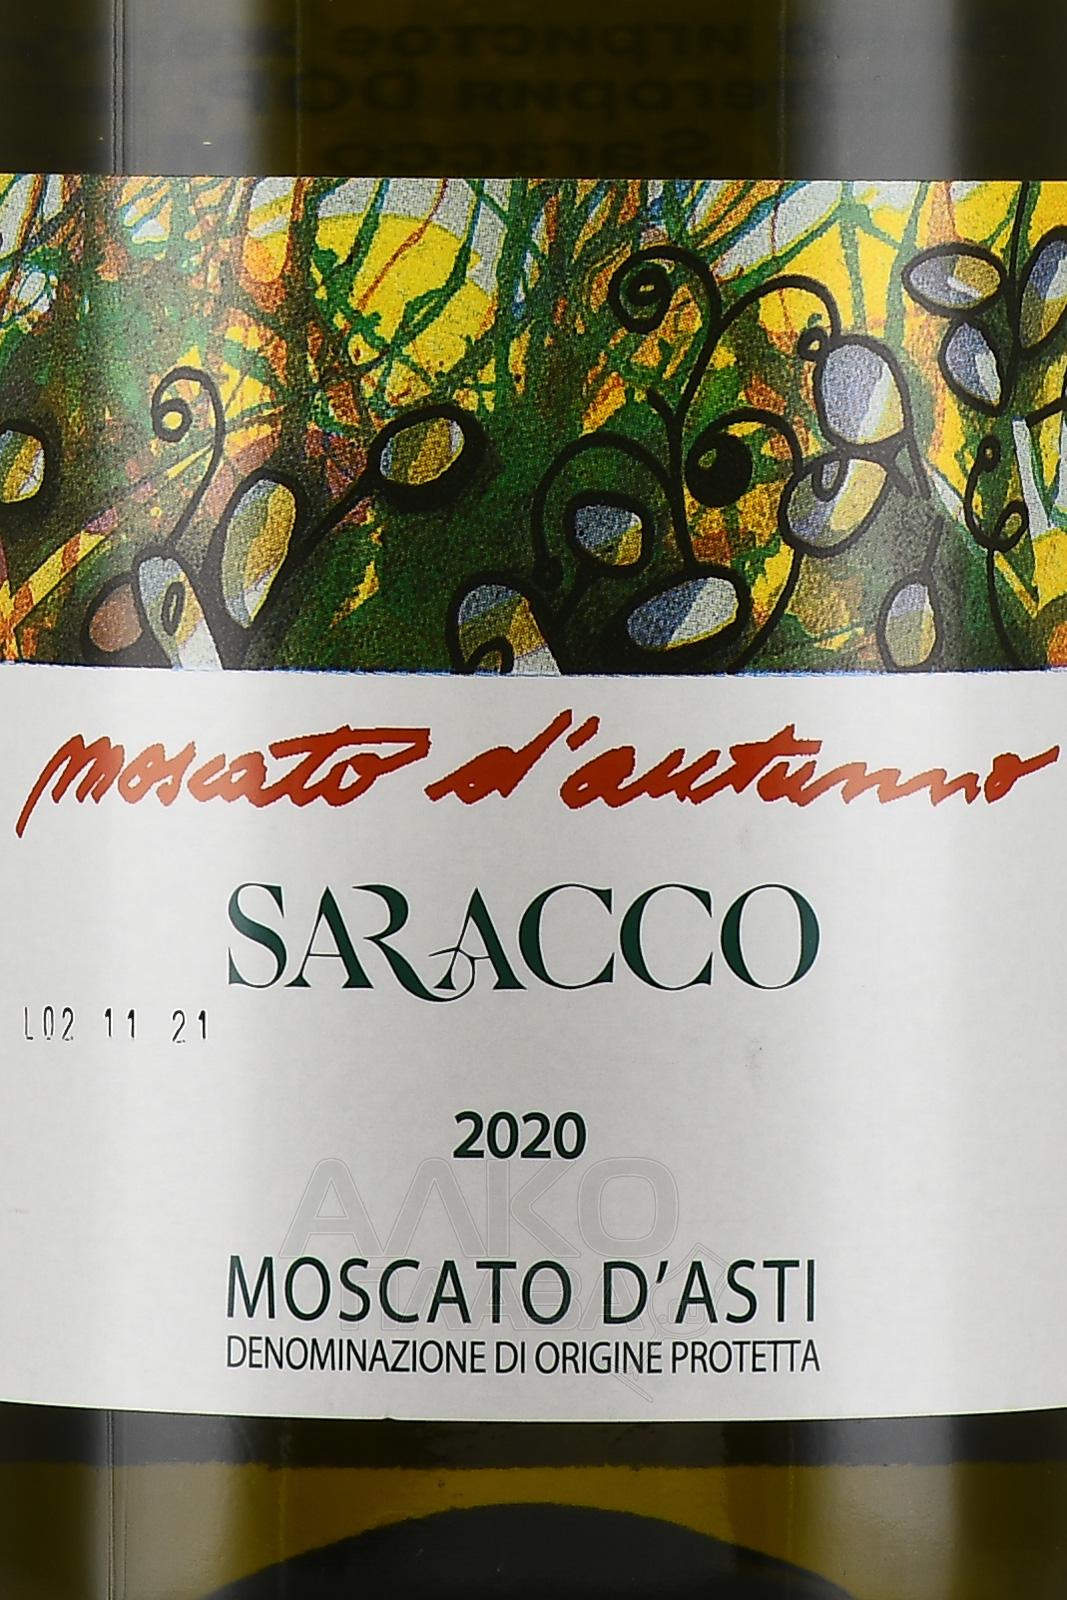 moscato d'autunno
SARACCO
L02 11 21
2020
АЛКО
MOSCATO D'ASTI
DENOMINAZIONE DI ORIGINE PROTETTA